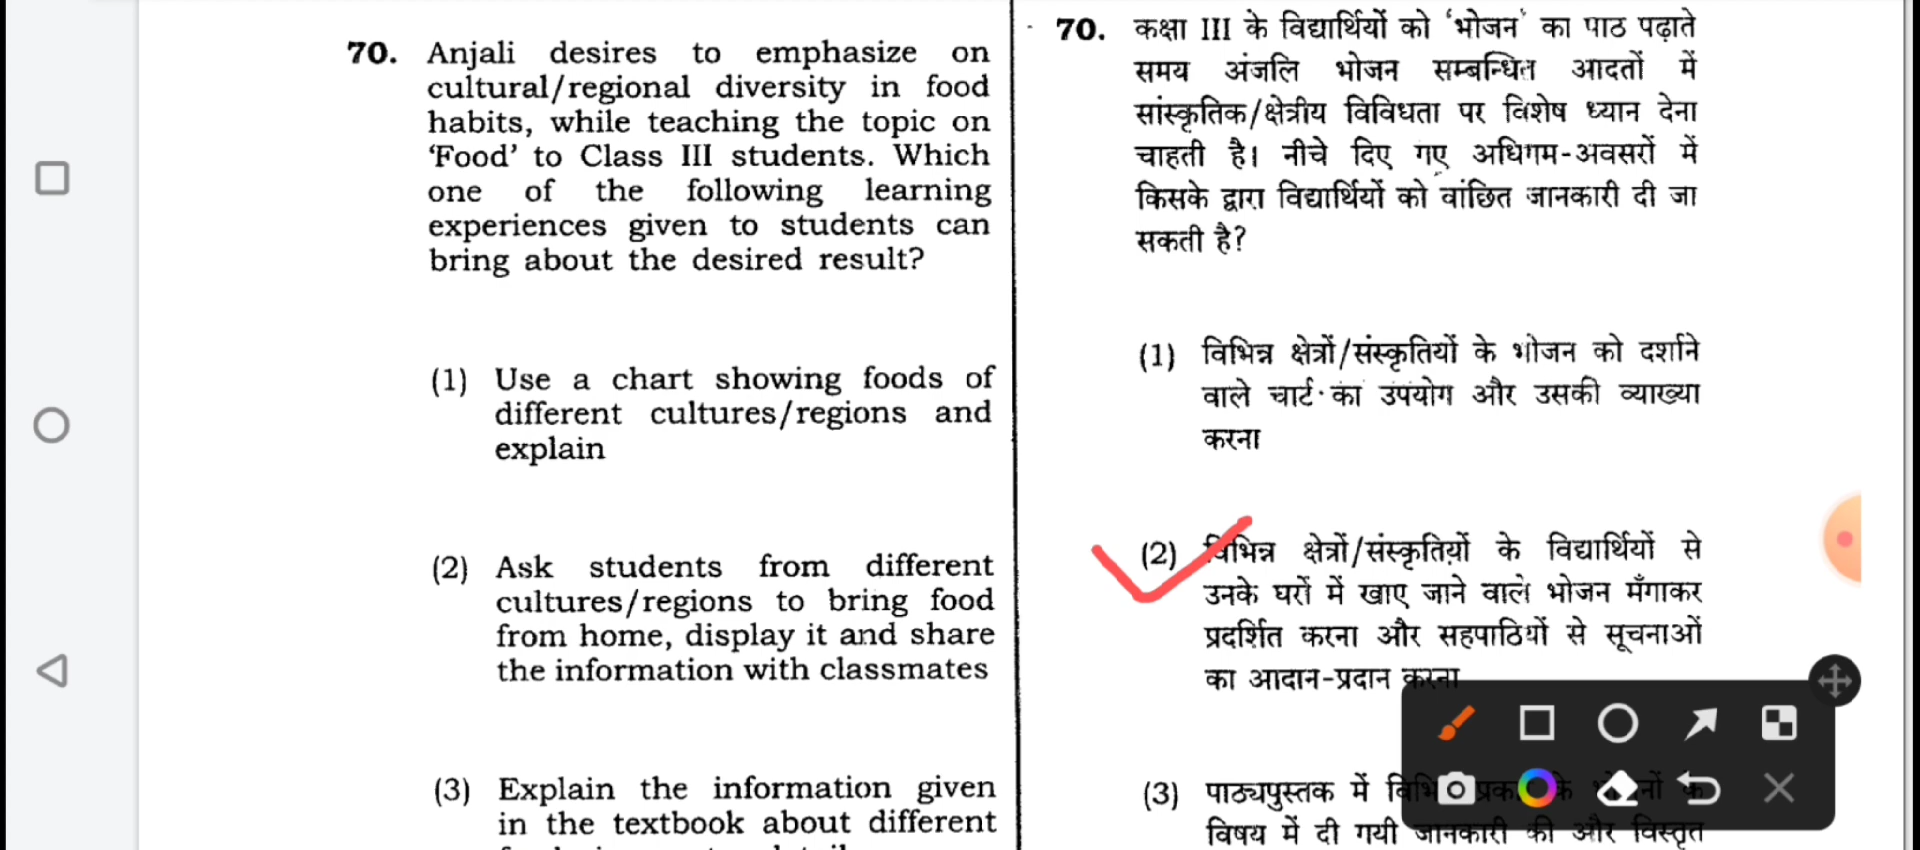 70. Anjali desires to emphasize on
cultural/regional diversity in food
habits, while teaching the topic on
‘Food’ to Class III students. Which
one of the following learning
experiences given to students can
bring about the desired result?
(1) Use a chart showing foods of
different cultures/regions and
explain
(2) Ask students from different
cultures/regions to bring food
from home, display it and share
the information with classmates
(3) Explain the information given
in the textbook about different
70. कक्षा III के विद्यार्थियों को ‘भोजन’ का पाठ पढ़ाते
समय अंजलि भोजन सम्बन्धित आदतों में
सांस्कृतिक/क्षेत्रीय विविधता पर विशेष ध्यान देना
चाहती है। नीचे दिए गए अधिगम-अवसरों में
किसके द्वारा विद्यार्थियों को वांछित जानकारी दी जा
सकती है?
(1) विभिन्न क्षेत्रों/संस्कृतियों के भोजन को दर्शाने
वाले चार्ट का उपयोग और उसकी व्याख्या
करना
(2) विभिन्न क्षेत्रों/संस्कृतियों के विद्यार्थियों से
उनके घरों में खाए जाने वाले भोजन मँगाकर
प्रदर्शित करना और सहपाठियों से सूचनाओं
का आदान-प्रदान करना
(3) पाठ्यपुस्तक में
विषय में दी गयी जानकारी की और विस्तृत